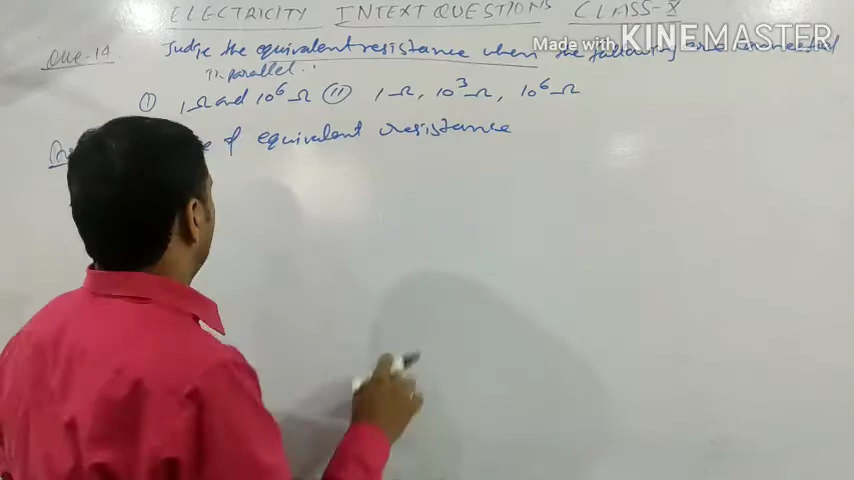 ELECTRICITY INTEXT QUESTIONS CLASS-X
Made with KINEMASTER
Que.14. Judge the equivalent resistance when the following are connected
in parallel.
(I) 1Ω and 10⁶Ω (II) 1Ω, 10³Ω, 10⁶Ω
of equivalent resistance